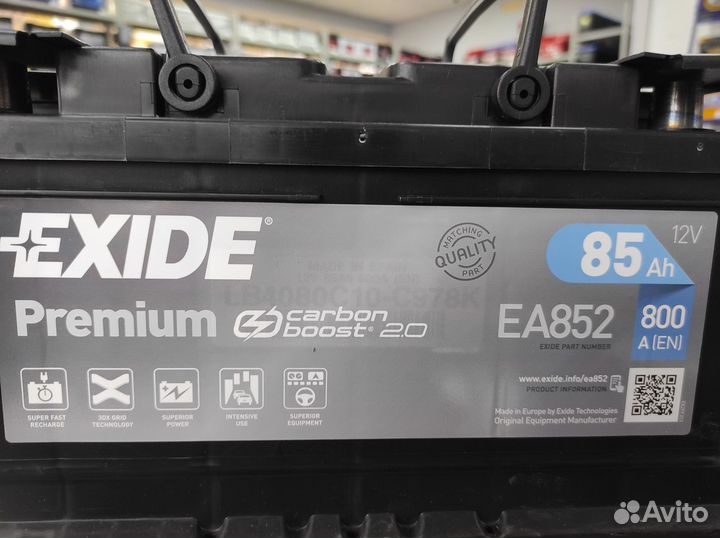 EXIDE®
Premium
carbon
boost® 2.0
MATCHING
QUALITY
PART
85 Ah
12V
EA852
EXIDE PART NUMBER
800
A (EN)
www.exide.info/ea852
PRODUCT INFORMATION
Made in Europe by Exide Technologies
Original Equipment Manufacturer
SUPER FAST
RECHARGE
3DX GRID
TECHNOLOGY
SUPERIOR
POWER
INTENSIVE
USE
SUPERIOR
EQUIPMENT
Avito